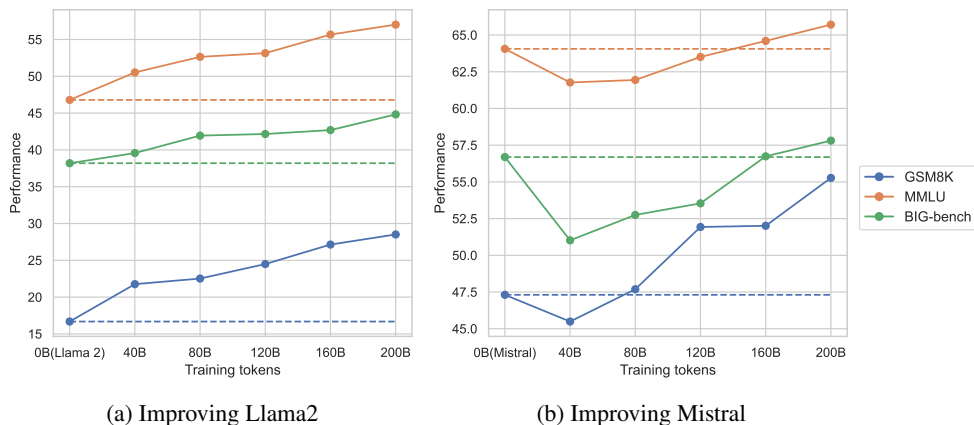 55
50
45
40
35
30
25
20
15
Performance
0B(Llama 2) 40B 80B 120B 160B 200B
Training tokens
(a) Improving Llama2
65.0
62.5
60.0
57.5
55.0
52.5
50.0
47.5
45.0
Performance
0B(Mistral) 40B 80B 120B 160B 200B
Training tokens
(b) Improving Mistral
GSM8K
MMLU
BIG-bench